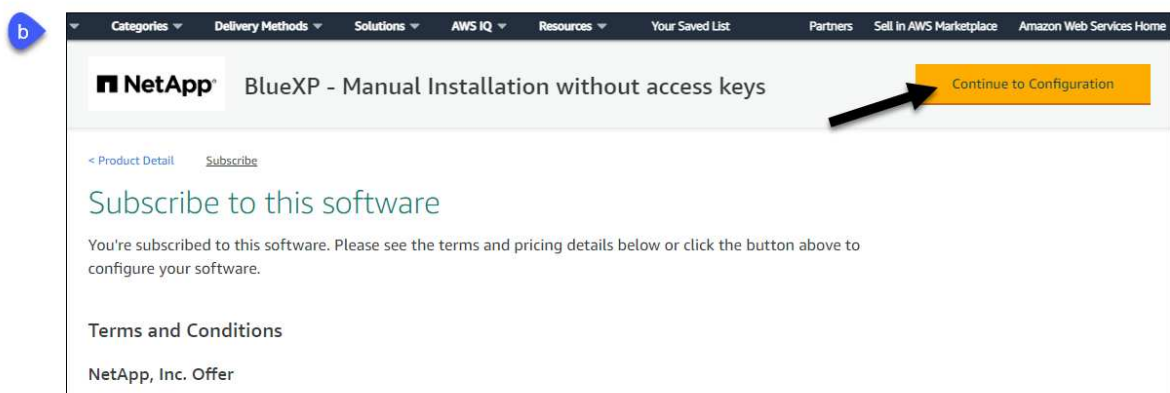 b
Categories Delivery Methods Solutions AWS IQ Resources Your Saved List Partners Sell in AWS Marketplace Amazon Web Services Home
NetApp BlueXP - Manual Installation without access keys Continue to Configuration
< Product Detail Subscribe
Subscribe to this software
You're subscribed to this software. Please see the terms and pricing details below or click the button above to
configure your software.
Terms and Conditions
NetApp, Inc. Offer